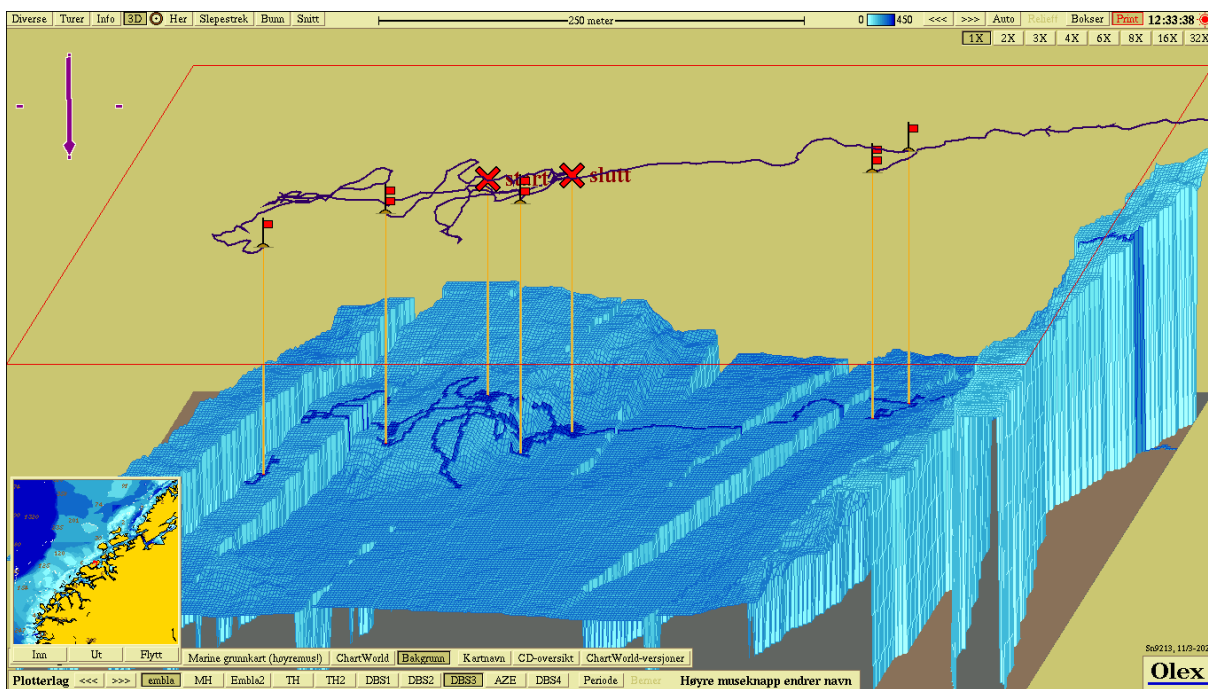 Diverse Turer Info 3D Her Slepestrek Bunn Snitt 250 meter 0 450 <<< >>> Auto Relieff Bokser Print 12:33:38
1X 2X 3X 4X 6X 8X 16X 32X
start slutt
Inn Ut Flytt
Marine grunnkart (høyremus!) ChartWorld Bakgrunn Kartnavn CD-oversikt ChartWorld-versjoner
Plotterlag <<< >>> embla MH Embla2 TH TH2 DBS1 DBS2 DBS3 AZE DBS4 Periode Høyre museknapp endrer navn
Olex